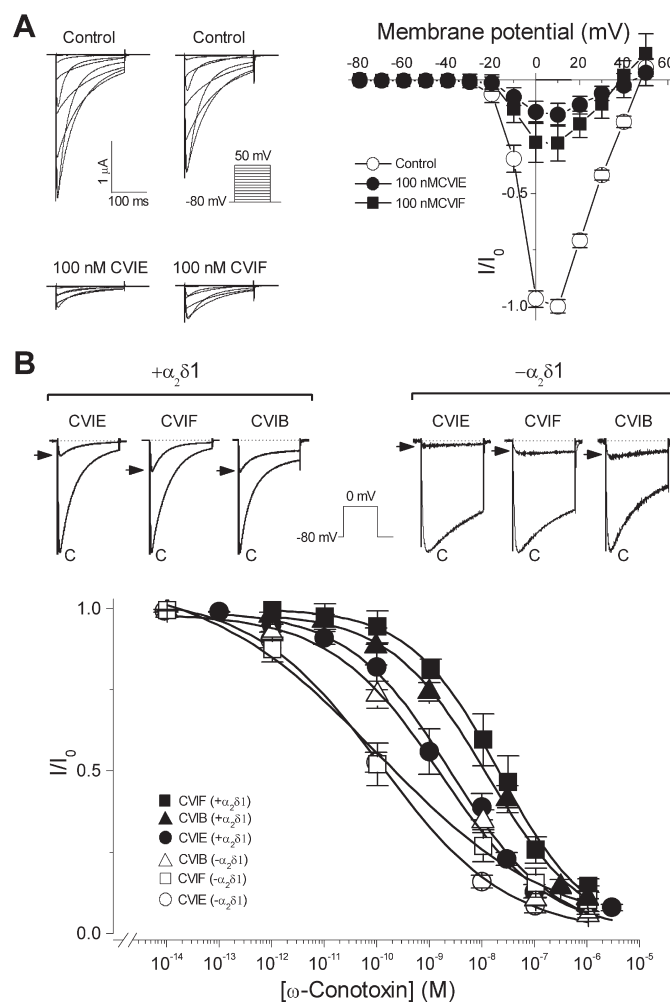 A
Control
Control
1 µA
100 ms
50 mV
-80 mV
100 nM CVIE
100 nM CVIF
Membrane potential (mV)
-80 -60 -40 -20 0 20 40 60
Control
100 nMCVIE
100 nMCVIF
-0.5
-1.0
I/I₀
B
+α₂δ1
−α₂δ1
CVIE
CVIF
CVIB
CVIE
CVIF
CVIB
0 mV
-80 mV
C
C
C
C
C
C
1.0
0.5
0.0
I/I₀
CVIF (+α₂δ1)
CVIB (+α₂δ1)
CVIE (+α₂δ1)
CVIB (-α₂δ1)
CVIF (-α₂δ1)
CVIE (-α₂δ1)
10⁻¹⁴ 10⁻¹³ 10⁻¹² 10⁻¹¹ 10⁻¹⁰ 10⁻⁹ 10⁻⁸ 10⁻⁷ 10⁻⁶ 10⁻⁵
[ω-Conotoxin] (M)